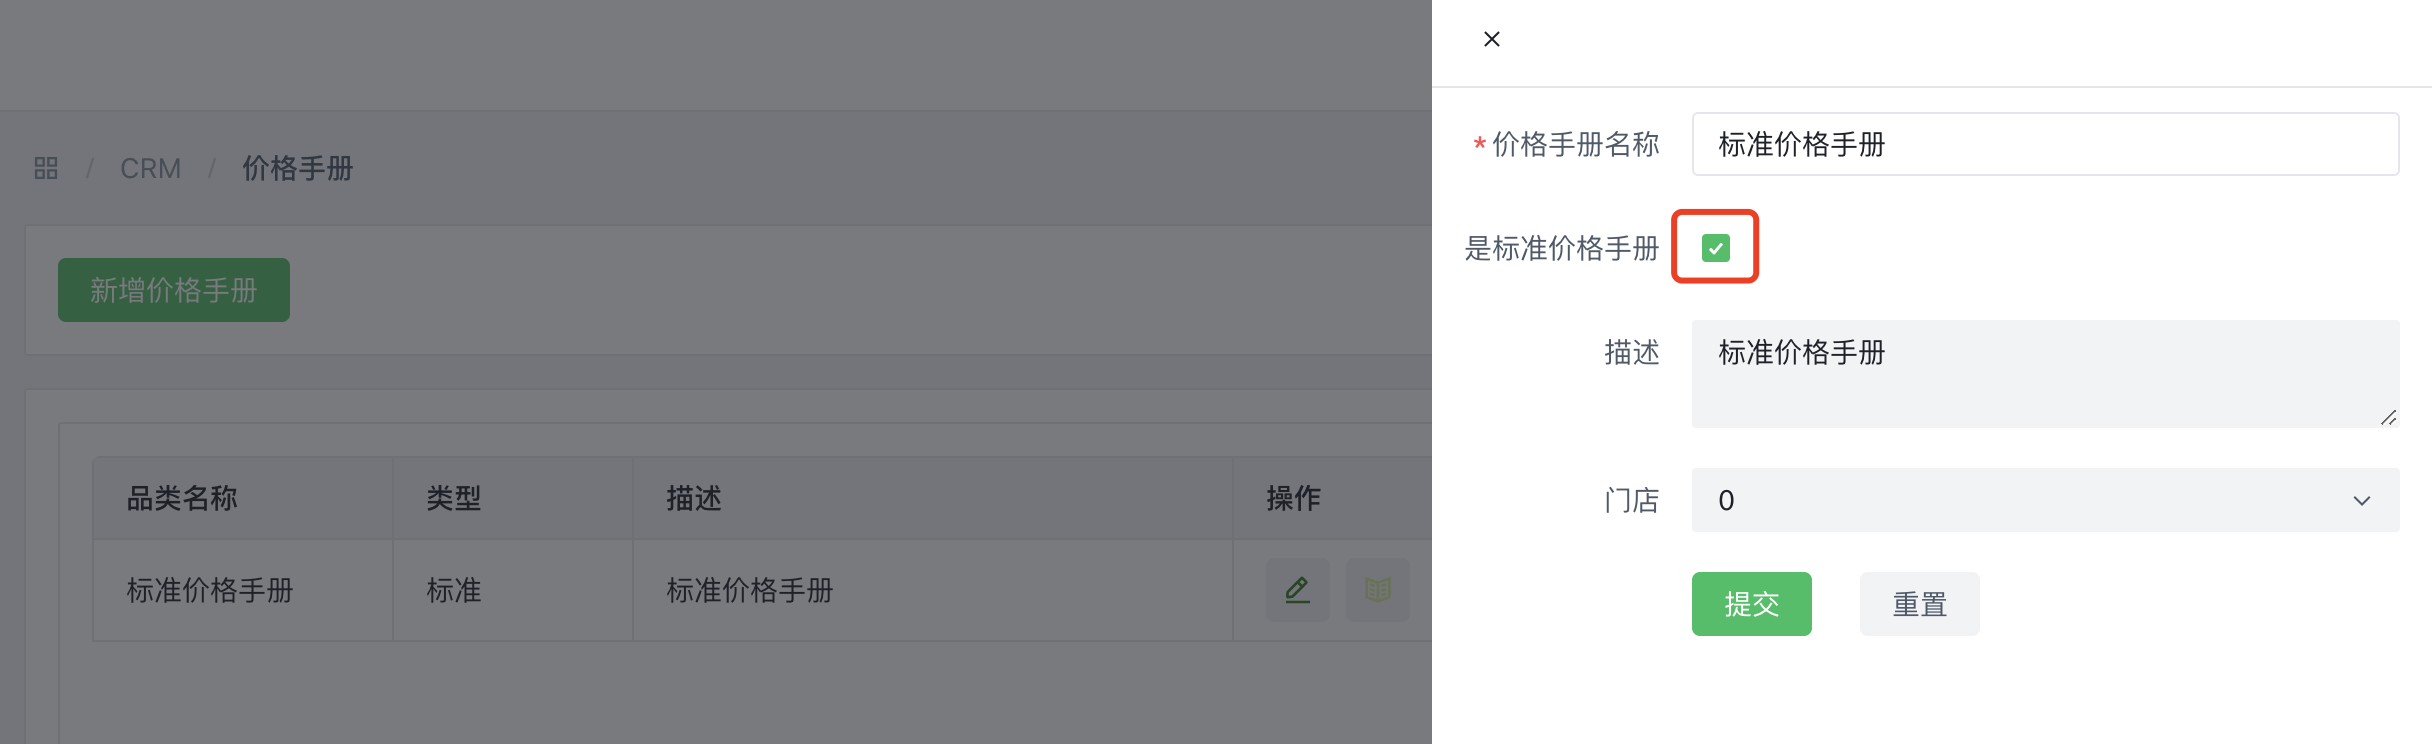 / CRM / 价格手册
新增价格手册
品类名称 类型 描述 操作
标准价格手册 标准 标准价格手册
* 价格手册名称 标准价格手册
是标准价格手册
描述 标准价格手册
门店 0
提交 重置